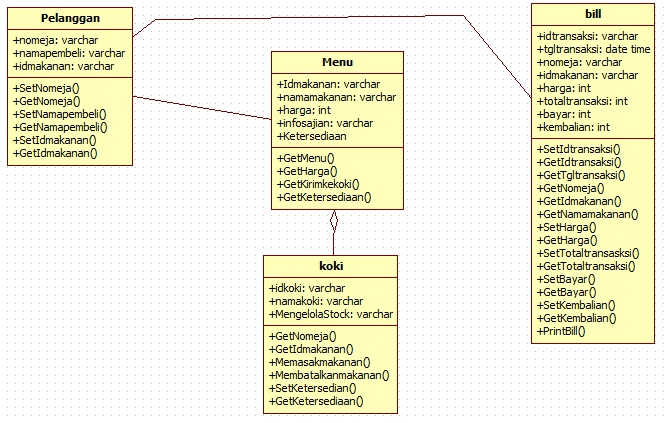 Pelanggan
+nomeja: varchar
+namapembeli: varchar
+idmakanan: varchar
+SetNomeja()
+GetNomeja()
+SetNamapembeli()
+GetNamapembeli()
+SetIdmakanan()
+GetIdmakanan()
Menu
+Idmakanan: varchar
+namamakanan: varchar
+harga: int
+infosajian: varchar
+Ketersediaan
+GetMenu()
+GetHarga()
+GetKirimkekoki()
+GetKetersediaan()
koki
+idkoki: varchar
+namakoki: varchar
+MengelolaStock: varchar
+GetNomeja()
+GetIdmakanan()
+Memasakmakanan()
+Membatalkanmakanan()
+SetKetersedian()
+GetKetersediaan()
bill
+idtransaksi: varchar
+tgltransaksi: date time
+nomeja: varchar
+idmakanan: varchar
+harga: int
+totaltransaksi: int
+bayar: int
+kembalian: int
+SetIdtransaksi()
+GetIdtransaksi()
+GetTgltransaksi()
+GetNomeja()
+GetIdmakanan()
+GetNamamakanan()
+SetHarga()
+GetHarga()
+SetTotaltransasksi()
+GetTotaltransaksi()
+SetBayar()
+GetBayar()
+SetKembalian()
+GetKembalian()
+PrintBill()